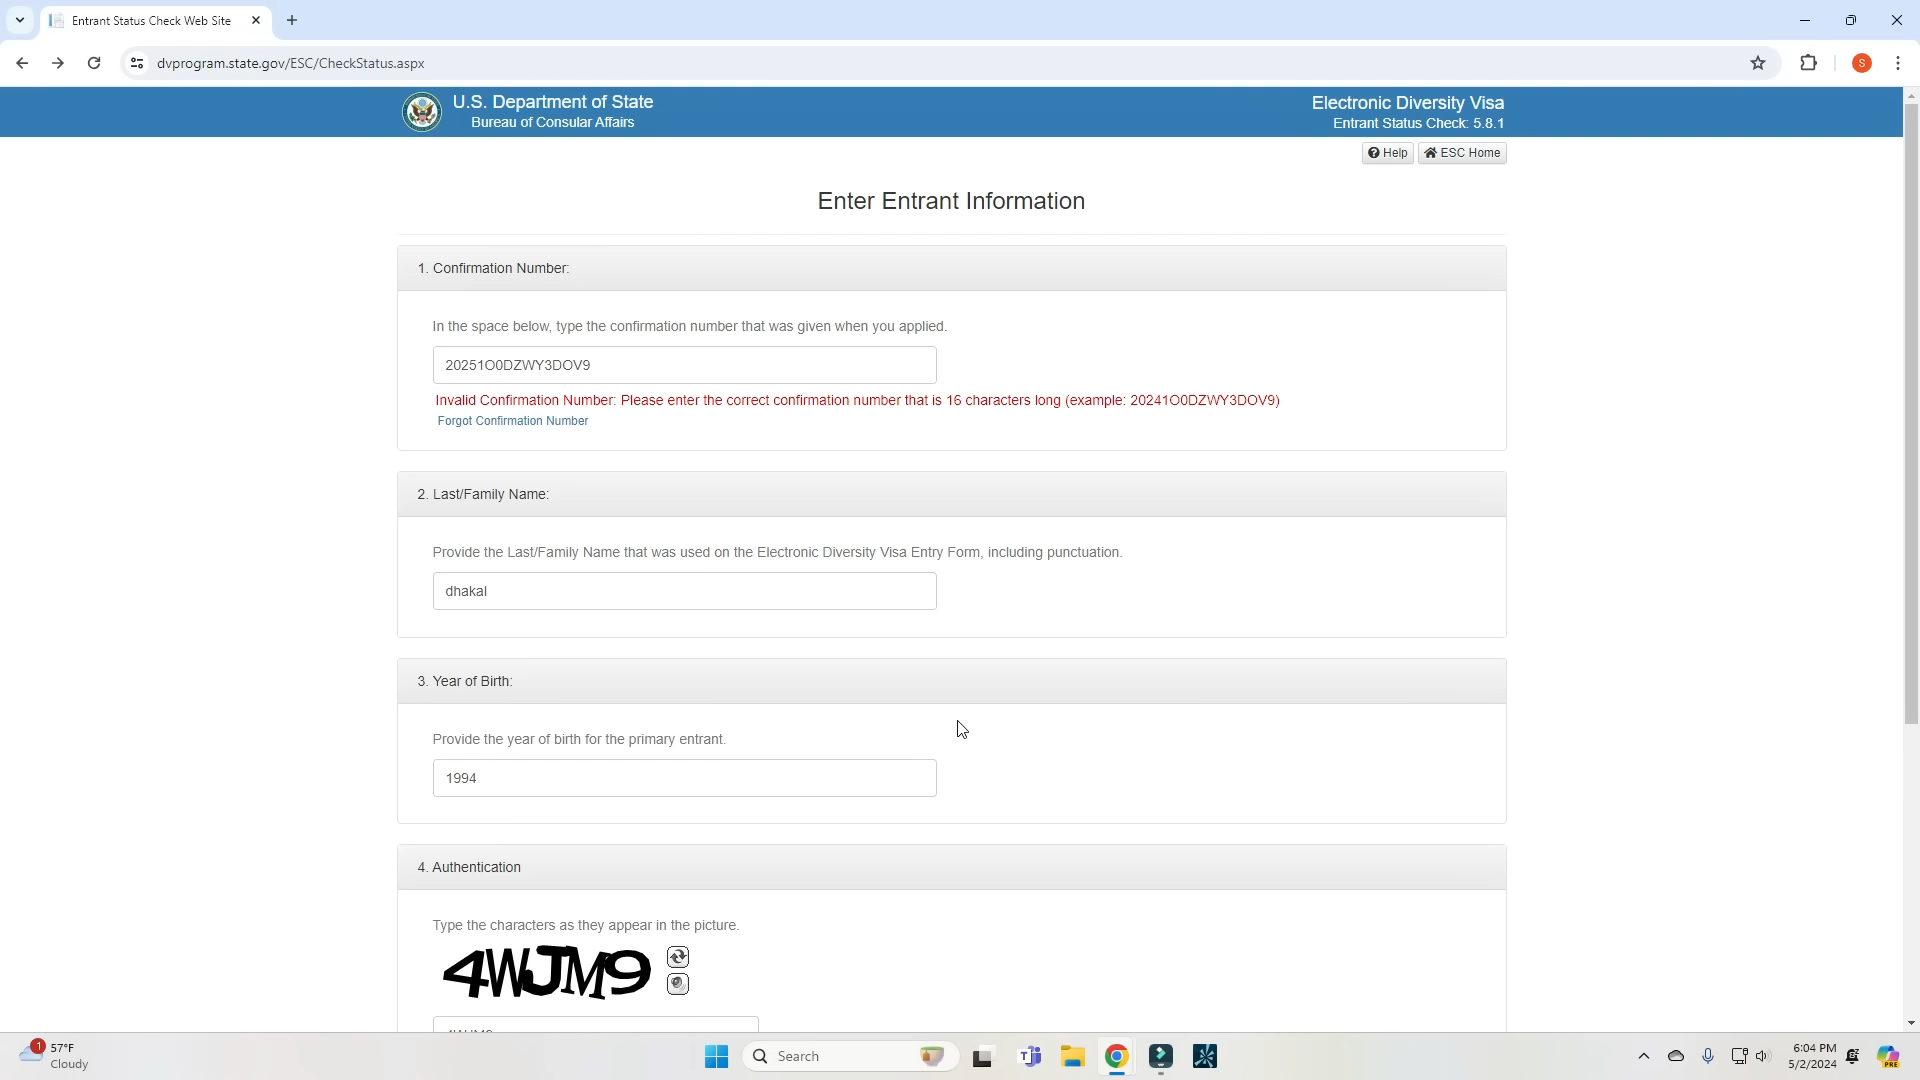 Entrant Status Check Web Site
dvprogram.state.gov/ESC/CheckStatus.aspx
S
U.S. Department of State
Bureau of Consular Affairs
Electronic Diversity Visa
Entrant Status Check: 5.8.1
Help
ESC Home
Enter Entrant Information
1. Confirmation Number:
In the space below, type the confirmation number that was given when you applied.
20251O0DZWY3DOV9
Invalid Confirmation Number: Please enter the correct confirmation number that is 16 characters long (example: 20241O0DZWY3DOV9)
Forgot Confirmation Number
2. Last/Family Name:
Provide the Last/Family Name that was used on the Electronic Diversity Visa Entry Form, including punctuation.
dhakal
3. Year of Birth:
Provide the year of birth for the primary entrant.
1994
4. Authentication
Type the characters as they appear in the picture.
4WJM9
1
57°F
Cloudy
Search
6:04 PM
5/2/2024
PRE